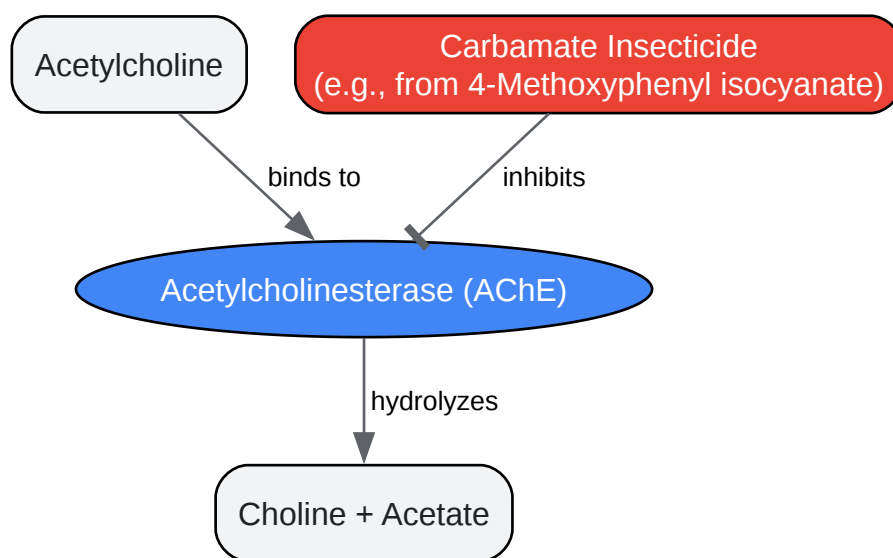 Acetylcholine
Carbamate Insecticide
(e.g., from 4-Methoxyphenyl isocyanate)
binds to
inhibits
Acetylcholinesterase (AChE)
hydrolyzes
Choline + Acetate